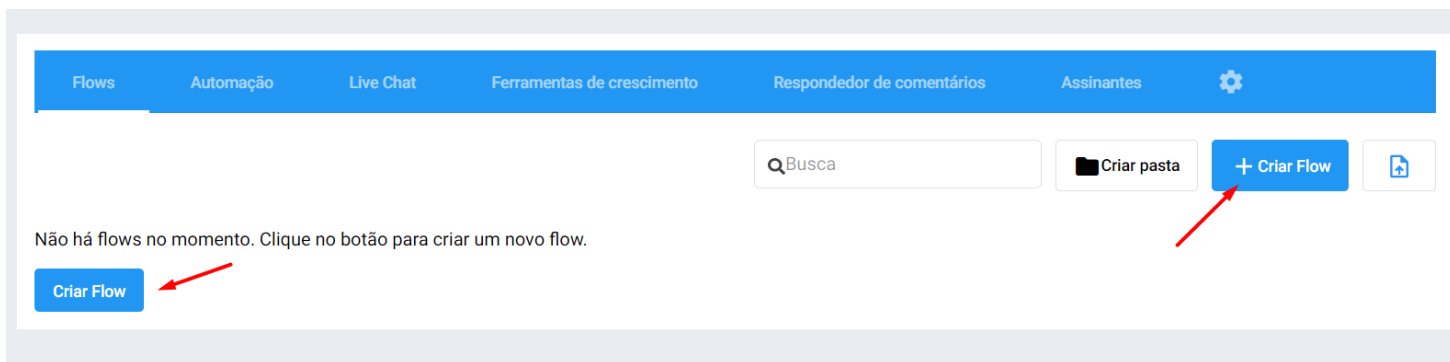 Flows Automação Live Chat Ferramentas de crescimento Respondedor de comentários Assinantes
Busca Criar pasta + Criar Flow
Não há flows no momento. Clique no botão para criar um novo flow.
Criar Flow